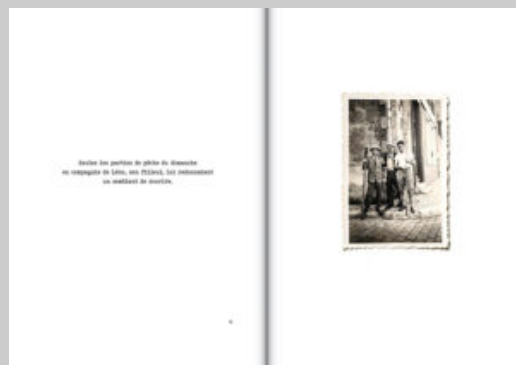 Seules les parties de pêche du dimanche
en compagnie de Léon, son filleul, lui redonnaient
un semblant de sourire.